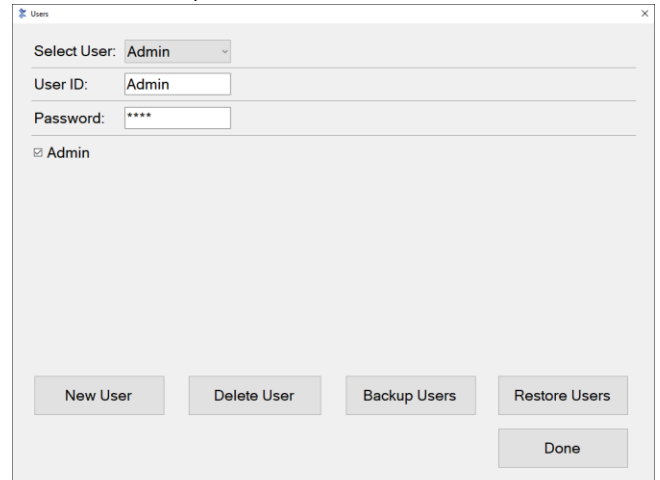 Users
Select User: Admin
User ID: Admin
Password: ****
Admin
New User Delete User Backup Users Restore Users
Done